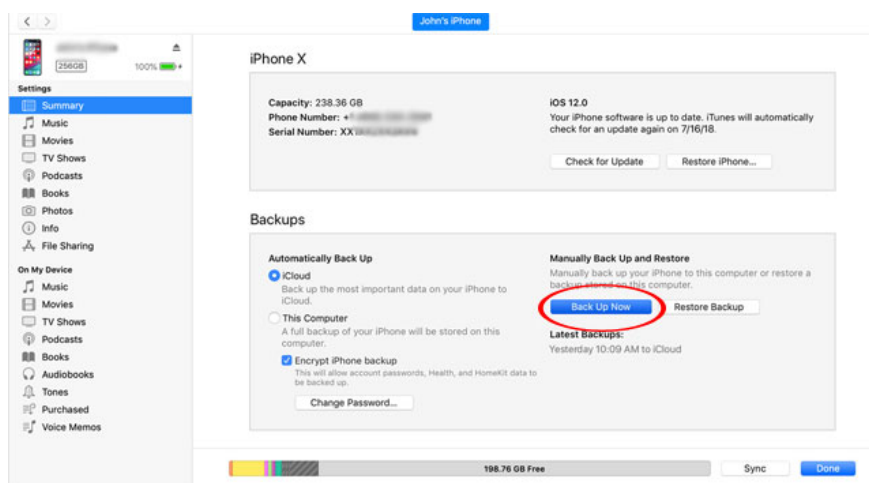 John's iPhone
256GB
100%
Settings
Summary
Music
Movies
TV Shows
Podcasts
Books
Photos
Info
File Sharing
On My Device
Music
Movies
TV Shows
Podcasts
Books
Audiobooks
Tones
Purchased
Voice Memos
iPhone X
Capacity: 238.36 GB
Phone Number: +
Serial Number: XX
iOS 12.0
Your iPhone software is up to date. iTunes will automatically
check for an update again on 7/16/18.
Check for Update
Restore iPhone...
Backups
Automatically Back Up
iCloud
Back up the most important data on your iPhone to
iCloud.
This Computer
A full backup of your iPhone will be stored on this
computer.
Encrypt iPhone backup
This will allow account passwords, Health, and HomeKit data to
be backed up.
Change Password...
Manually Back Up and Restore
Manually back up your iPhone to this computer or restore a
backup stored on this computer.
Back Up Now
Restore Backup
Latest Backups:
Yesterday 10:09 AM to iCloud
198.76 GB Free
Sync
Done